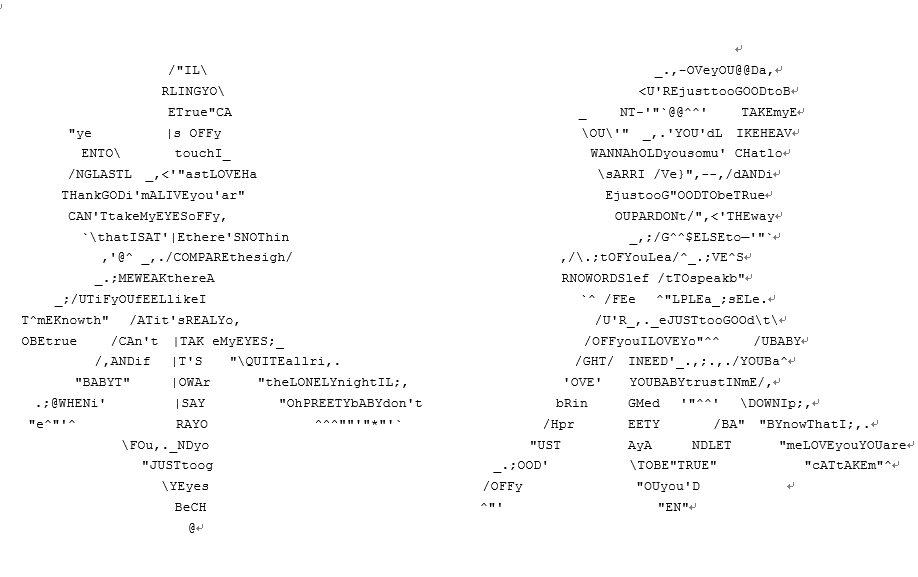 /"IL\ _.,-OVeyOU@@Da,
RLINGYO\ <U'REjusttooGOODtoB
ETrue"CA _ NT-'"`@@^^' TAKEmyE
"ye |s OFFy \OU\'" _,.'YOU'dL IKEHEAV
ENTO\ touchI_ WANNAhOLDyousomu' CHatlo
/NGLASTL _,<'"astLOVEHa \sARRI /Ve}",--,/dANDi
THankGODi'mALIVEyou'ar" EjustooG"OODTObeTRue
CAN'TtakeMyEYESoFFy, OUPARDONt/",<'THEway
`\thatISAT'|Ethere'SNOThin _,;/G^^$ELSEto—'"`
,'@^ _,./COMPAREthesigh/ ,/\.;tOFYouLea/^_.;VE^S
_.;MEWEAKthereA RNOWORDSlef /tTOspeakb"
_;/UTiFyOUfEELlikeI `^ /FEe ^"LPLEa_;sELe.
T^mEKnowth" /ATit'sREALYo, /U'R_,._eJUSTtooGOOd\t\
OBEtrue /CAn't |TAK eMyEYES;_ /OFFyouILOVEYo"^^ /UBABY
/,ANDif |T'S "\QUITEallri,. /GHT/ INEED'_.,;.,./YOUBa^
"BABYT" |OWAr "theLONELYnightIL;, 'OVE' YOUBABYtrustINmE/,
.;@WHENi' |SAY "OhPREETYbABYdon't bRin GMed '"^^' \DOWNIp;,
"e^"'^ RAYO ^^^""'"*"'` /Hpr EETY /BA" "BYnowThatI;,.
\FOu,._NDyo "UST AyA NDLET "meLOVEyouYOUare
"JUSTtoog _.;OOD' \TOBE"TRUE" "cATtAKEm"^
\YEyes /OFFy "OUyou'D
BeCH ^"' "EN"
@